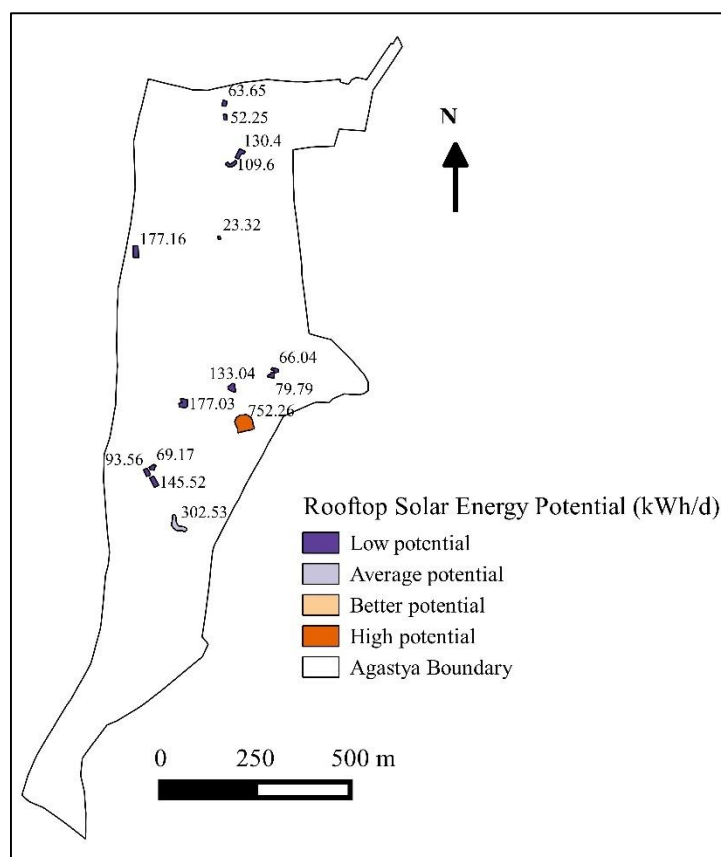 63.65
52.25
N
130.4
109.6
23.32
177.16
66.04
133.04
79.79
177.03
752.26
69.17
93.56
145.52
302.53
Rooftop Solar Energy Potential (kWh/d)
Low potential
Average potential
Better potential
High potential
Agastya Boundary
0 250 500 m